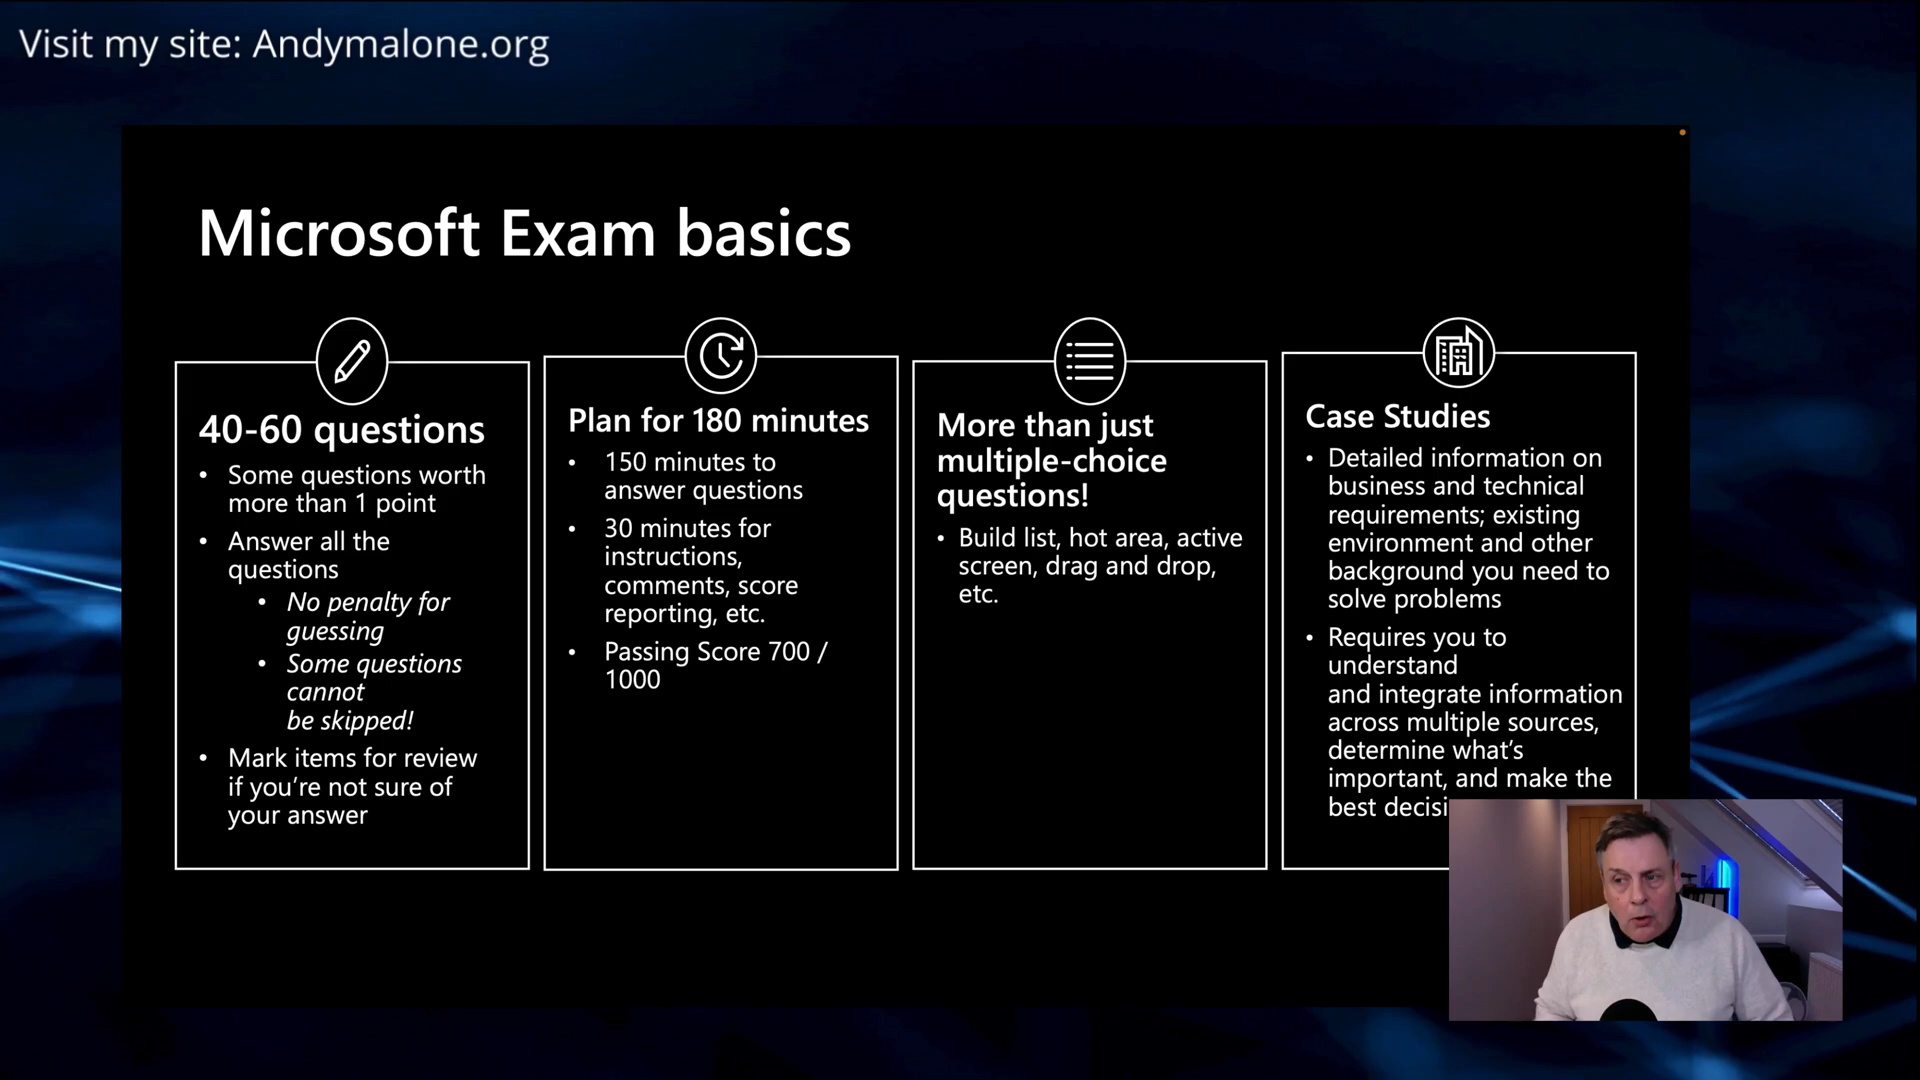 Visit my site: Andymalone.org
Microsoft Exam basics
40-60 questions
• Some questions worth
more than 1 point
• Answer all the
questions
• No penalty for
guessing
• Some questions
cannot
be skipped!
• Mark items for review
if you’re not sure of
your answer
Plan for 180 minutes
• 150 minutes to
answer questions
• 30 minutes for
instructions,
comments, score
reporting, etc.
• Passing Score 700 /
1000
More than just
multiple-choice
questions!
• Build list, hot area, active
screen, drag and drop,
etc.
Case Studies
• Detailed information on
business and technical
requirements; existing
environment and other
background you need to
solve problems
• Requires you to
understand
and integrate information
across multiple sources,
determine what’s
important, and make the
best